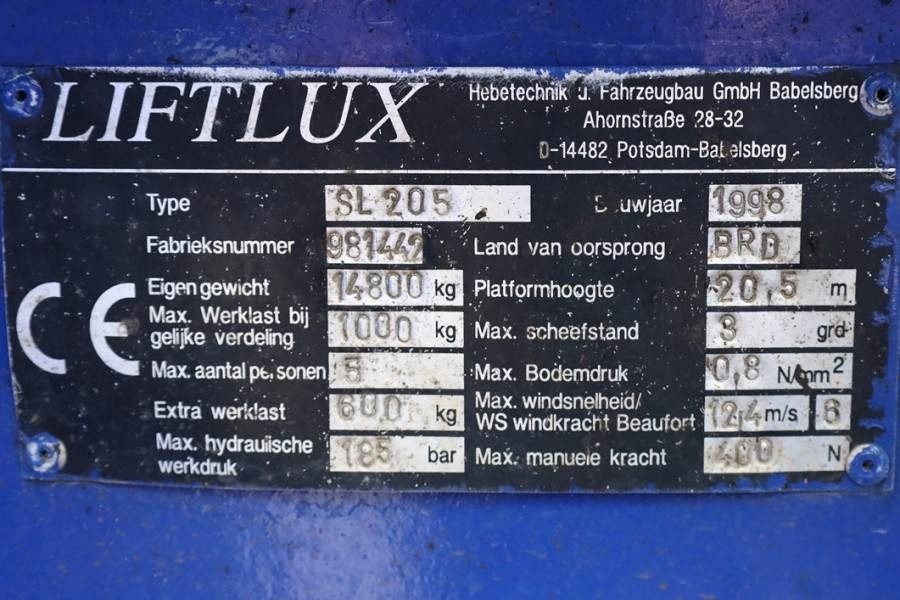 LIFTLUX
Hebetechnik u. Fahrzeugbau GmbH Babelsberg
Ahornstraße 28-32
D-14482 Potsdam-Babelsberg
Type SL 205 Bouwjaar 1998
Fabrieksnummer 981442 Land van oorsprong BRD
Eigen gewicht 14800 kg Platformhoogte 20,5 m
Max. Werklast bij
gelijke verdeling 1000 kg Max. scheefstand 3 grd
Max. aantal personen 5 Max. Bodemdruk 0,8 N/mm²
Extra werklast 600 kg Max. windsnelheid/
WS windkracht Beaufort 12,4 m/s 6
Max. hydraulische
werkdruk 185 bar Max. manuele kracht 400 N
CE